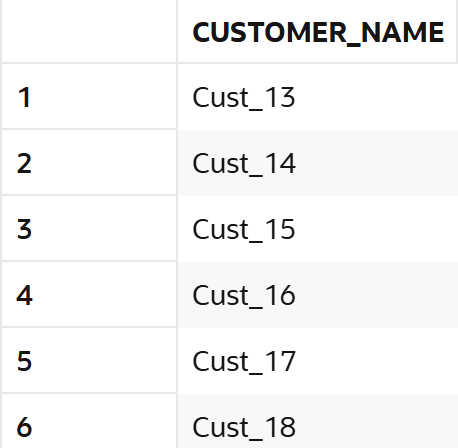 CUSTOMER_NAME
1 Cust_13
2 Cust_14
3 Cust_15
4 Cust_16
5 Cust_17
6 Cust_18